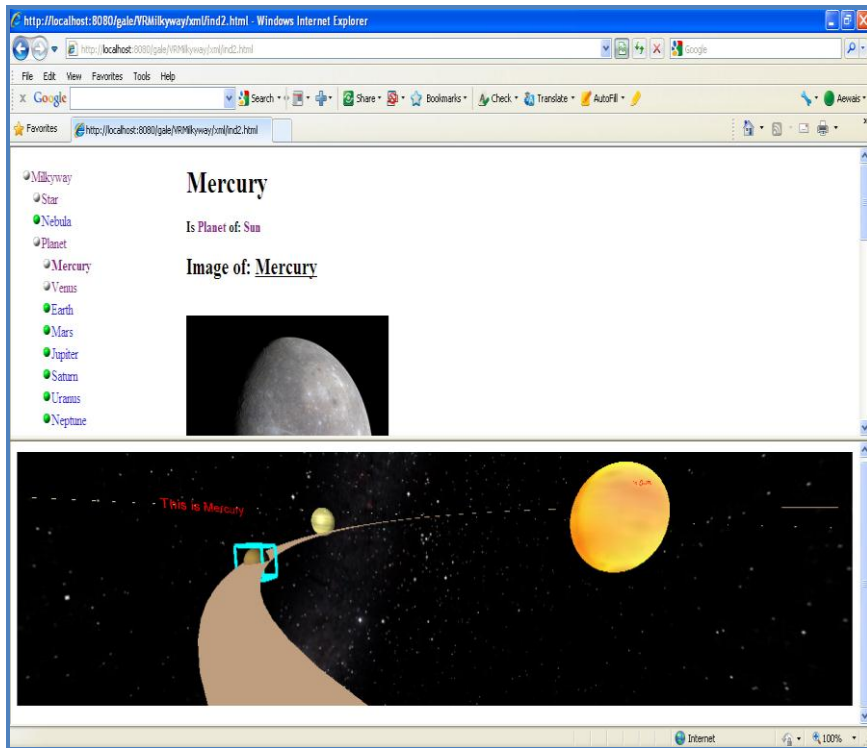 http://localhost:8080/gale/VRMilkyway/xml/ind2.html - Windows Internet Explorer
http://localhost:8080/gale/VRMilkyway/xml/ind2.html
Google
File Edit View Favorites Tools Help
x Google
Search
Share
Bookmarks
Check
Translate
AutoFill
Aewais
Favorites
http://localhost:8080/gale/VRMilkyway/xml/ind2.html
Milkyway
Star
Nebula
Planet
Mercury
Venus
Earth
Mars
Jupiter
Saturn
Uranus
Neptune
Mercury
Is Planet of: Sun
Image of: Mercury
This is Mercury
Internet
100%